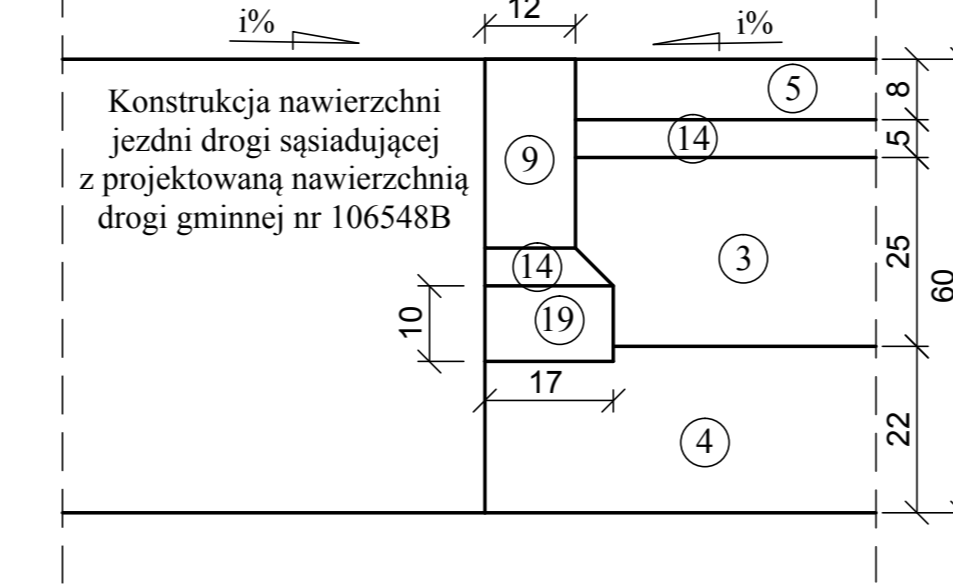 12
i%
i%
Konstrukcja nawierzchni
jezdni drogi sąsiadującej
z projektowaną nawierzchnią
drogi gminnej nr 106548B
5
8
14
5
9
3
25
60
14
19
10
17
4
22